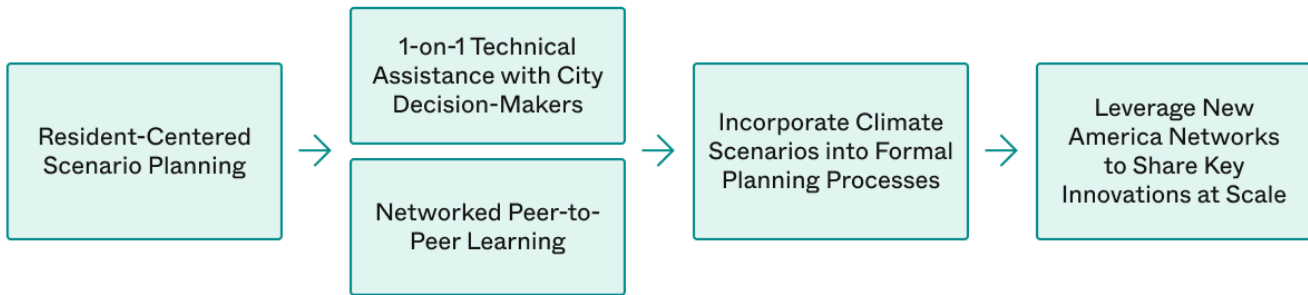 Resident-Centered
Scenario Planning
1-on-1 Technical
Assistance with City
Decision-Makers
Networked Peer-to-
Peer Learning
Incorporate Climate
Scenarios into Formal
Planning Processes
Leverage New
America Networks
to Share Key
Innovations at Scale